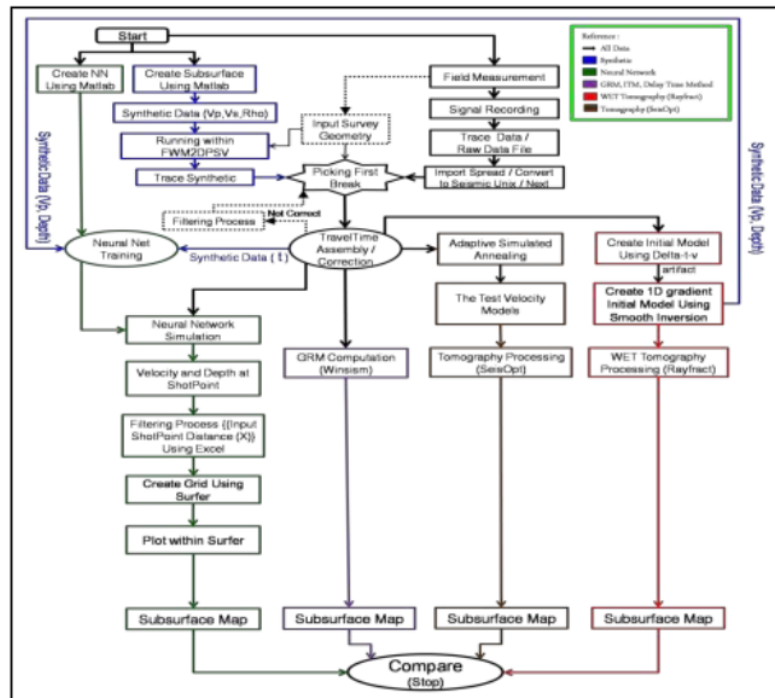 Start
Reference :
All Data
Synthetic
Neural Network
GRM, ITM, Delay Time Method
WET Tomography (Rayfract)
Tomography (SeisOpt)
Create NN
Using Matlab
Create Subsurface
Using Matlab
Field Measurement
Synthetic Data (Vp,Vs,Rho)
Input Survey
Geometry
Signal Recording
Running within
FWM2DPSV
Trace Data /
Raw Data File
Trace Synthetic
Picking First
Break
Import Spread / Convert
to Seismic Unix / Next
Synthetic Data (Vp, Depth)
Synthetic Data (Vp, Depth)
Filtering Process
Not Correct
Neural Net
Training
Synthetic Data ( t )
TravelTime
Assembly /
Correction
Adaptive Simulated
Annealing
Create Initial Model
Using Delta-t-v
artifact
The Test Velocity
Models
Create 1D gradient
Initial Model Using
Smooth Inversion
Neural Network
Simulation
GRM Computation
(Winsism)
Tomography Processing
(SeisOpt)
WET Tomography
Processing (Rayfract)
Velocity and Depth at
ShotPoint
Filtering Process {(Input
ShotPoint Distance (X)}
Using Excel
Create Grid Using
Surfer
Plot within Surfer
Subsurface Map
Subsurface Map
Subsurface Map
Subsurface Map
Compare
(Stop)